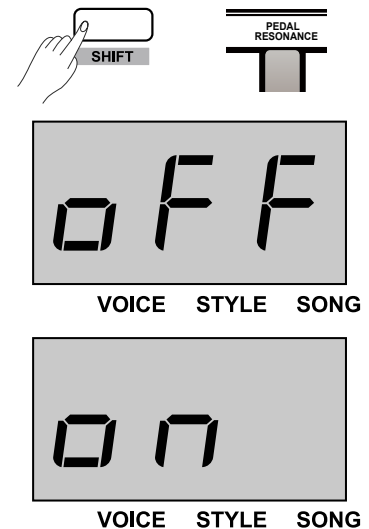 SHIFT
PEDAL
RESONANCE
oFF
VOICE STYLE SONG
on
VOICE STYLE SONG